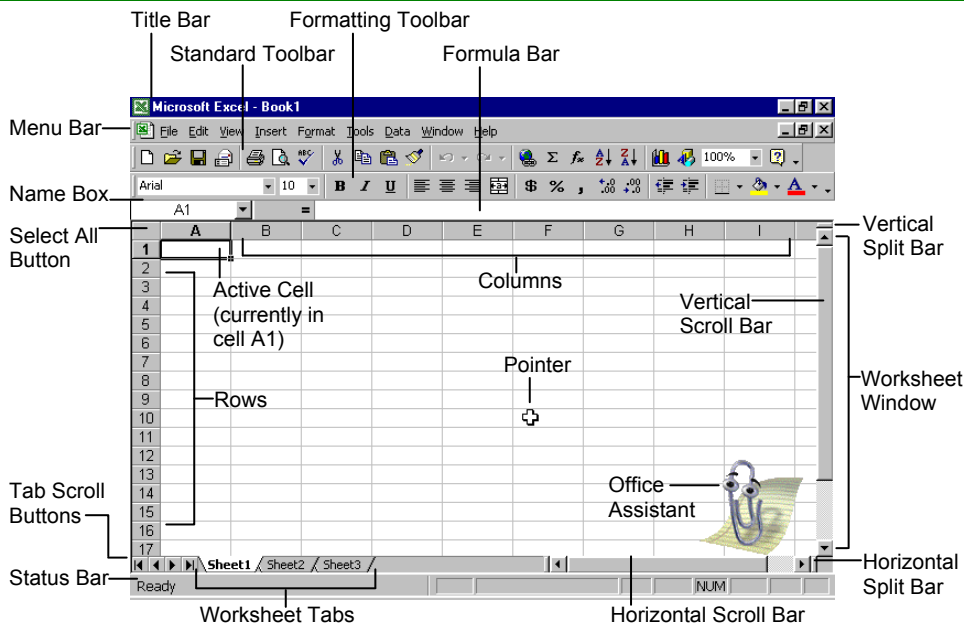 Title Bar
Formatting Toolbar
Standard Toolbar
Formula Bar
Microsoft Excel - Book1
Menu Bar
File Edit View Insert Format Tools Data Window Help
100%
Name Box
Arial
10
B I U
$ % ,
A1
=
Select All
Button
A B C D E F G H I
Vertical
Split Bar
1
2
3
4
5
6
7
8
9
10
11
12
13
14
15
16
17
Columns
Active Cell
(currently in
cell A1)
Vertical
Scroll Bar
Pointer
Rows
Worksheet
Window
Office
Assistant
Tab Scroll
Buttons
Sheet1 Sheet2 Sheet3
Horizontal
Split Bar
Status Bar
Ready
NUM
Worksheet Tabs
Horizontal Scroll Bar